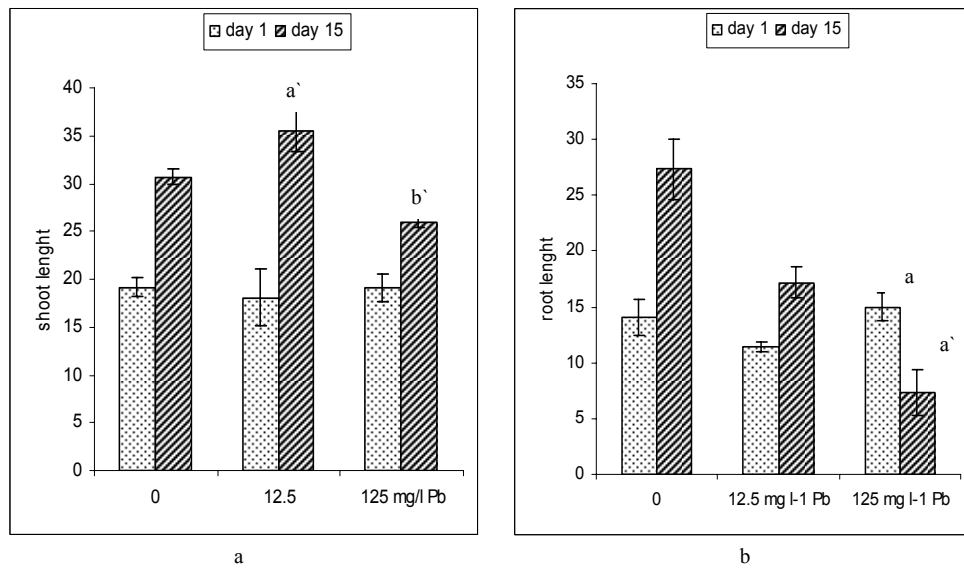 day 1 day 15
40
35
30
25
20
15
10
5
0
shoot lenght
a`
b`
0 12.5 125 mg/l Pb
a
day 1 day 15
35
30
25
20
15
10
5
0
root lenght
a
a`
0 12.5 mg l-1 Pb 125 mg l-1 Pb
b